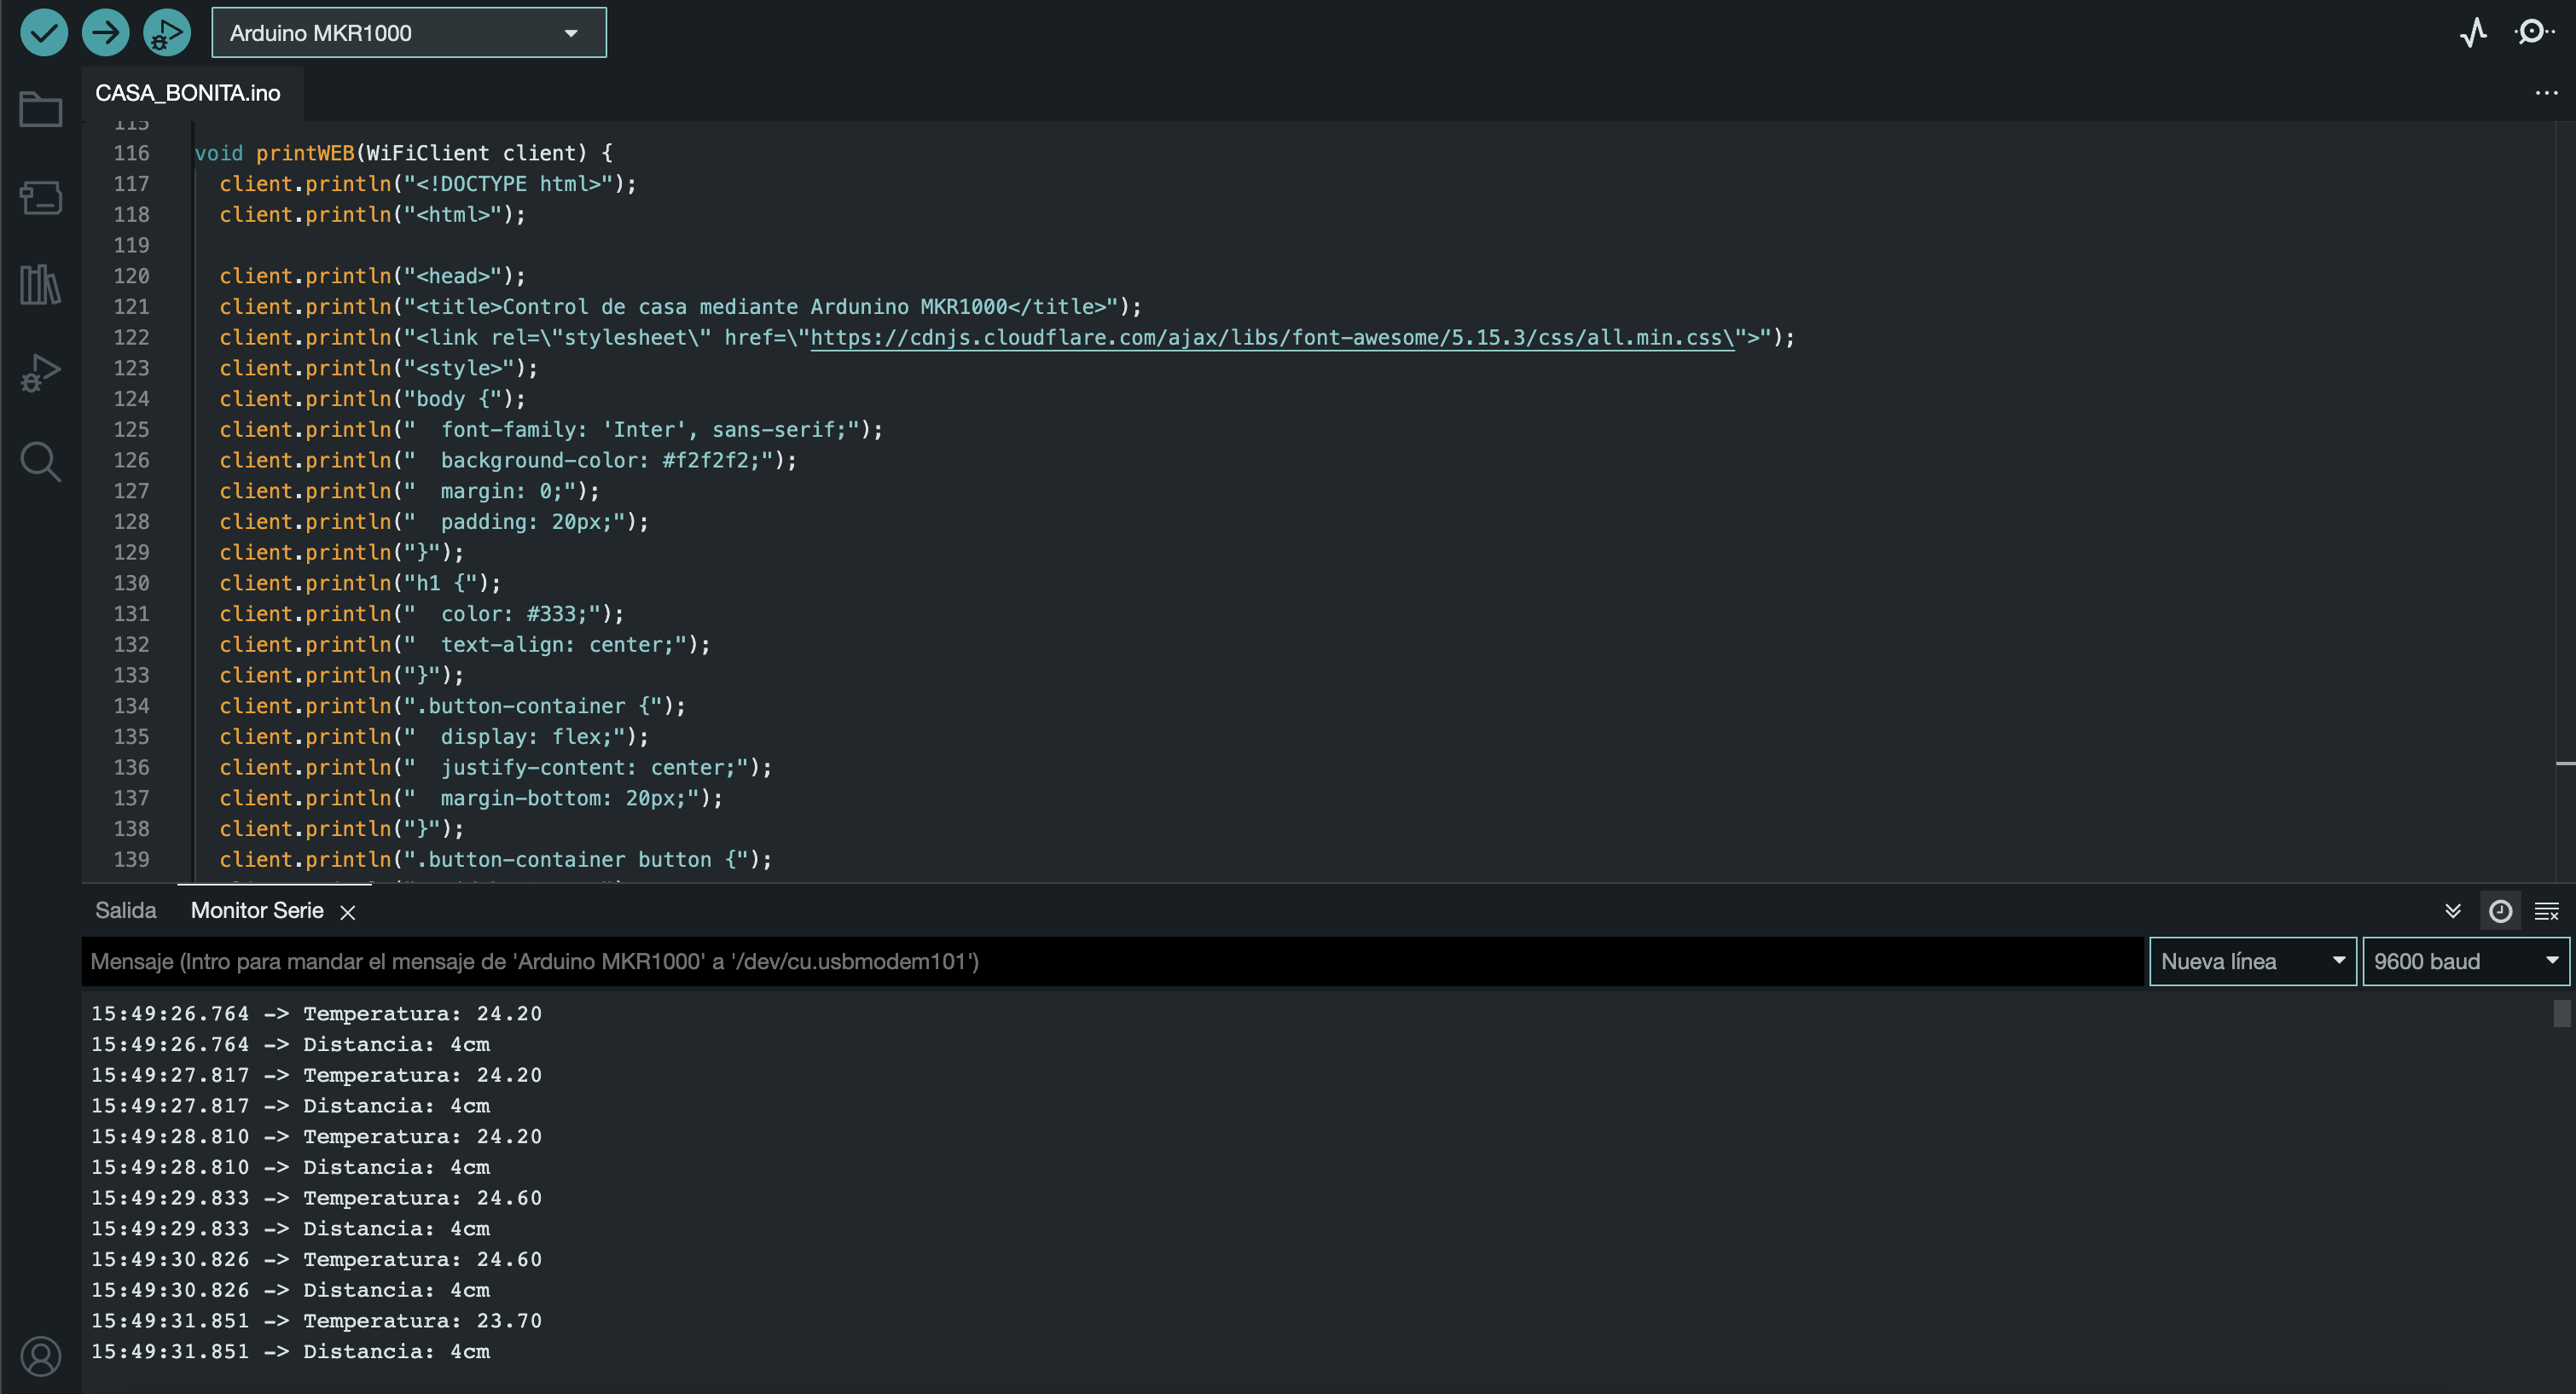 Arduino MKR1000
CASA_BONITA.ino
115
116 void printWEB(WiFiClient client) {
117 client.println("<!DOCTYPE html>");
118 client.println("<html>");
119
120 client.println("<head>");
121 client.println("<title>Control de casa mediante Ardunino MKR1000</title>");
122 client.println("<link rel=\"stylesheet\" href=\"https://cdnjs.cloudflare.com/ajax/libs/font-awesome/5.15.3/css/all.min.css\">");
123 client.println("<style>");
124 client.println("body {");
125 client.println("  font-family: 'Inter', sans-serif;");
126 client.println("  background-color: #f2f2f2;");
127 client.println("  margin: 0;");
128 client.println("  padding: 20px;");
129 client.println("}");
130 client.println("h1 {");
131 client.println("  color: #333;");
132 client.println("  text-align: center;");
133 client.println("}");
134 client.println(".button-container {");
135 client.println("  display: flex;");
136 client.println("  justify-content: center;");
137 client.println("  margin-bottom: 20px;");
138 client.println("}");
139 client.println(".button-container button {");
Salida Monitor Serie
Mensaje (Intro para mandar el mensaje de 'Arduino MKR1000' a '/dev/cu.usbmodem101') Nueva línea 9600 baud
15:49:26.764 -> Temperatura: 24.20
15:49:26.764 -> Distancia: 4cm
15:49:27.817 -> Temperatura: 24.20
15:49:27.817 -> Distancia: 4cm
15:49:28.810 -> Temperatura: 24.20
15:49:28.810 -> Distancia: 4cm
15:49:29.833 -> Temperatura: 24.60
15:49:29.833 -> Distancia: 4cm
15:49:30.826 -> Temperatura: 24.60
15:49:30.826 -> Distancia: 4cm
15:49:31.851 -> Temperatura: 23.70
15:49:31.851 -> Distancia: 4cm